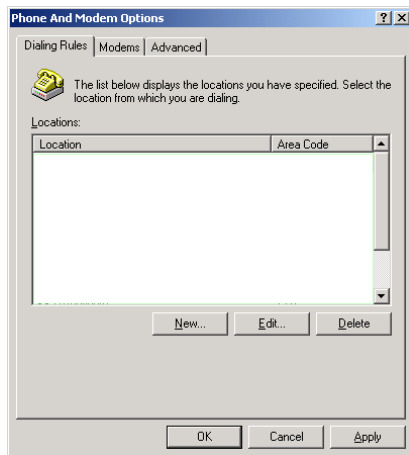 Phone And Modem Options
Dialing Rules Modems Advanced
The list below displays the locations you have specified. Select the
location from which you are dialing.
Locations:
Location Area Code
New... Edit... Delete
OK Cancel Apply